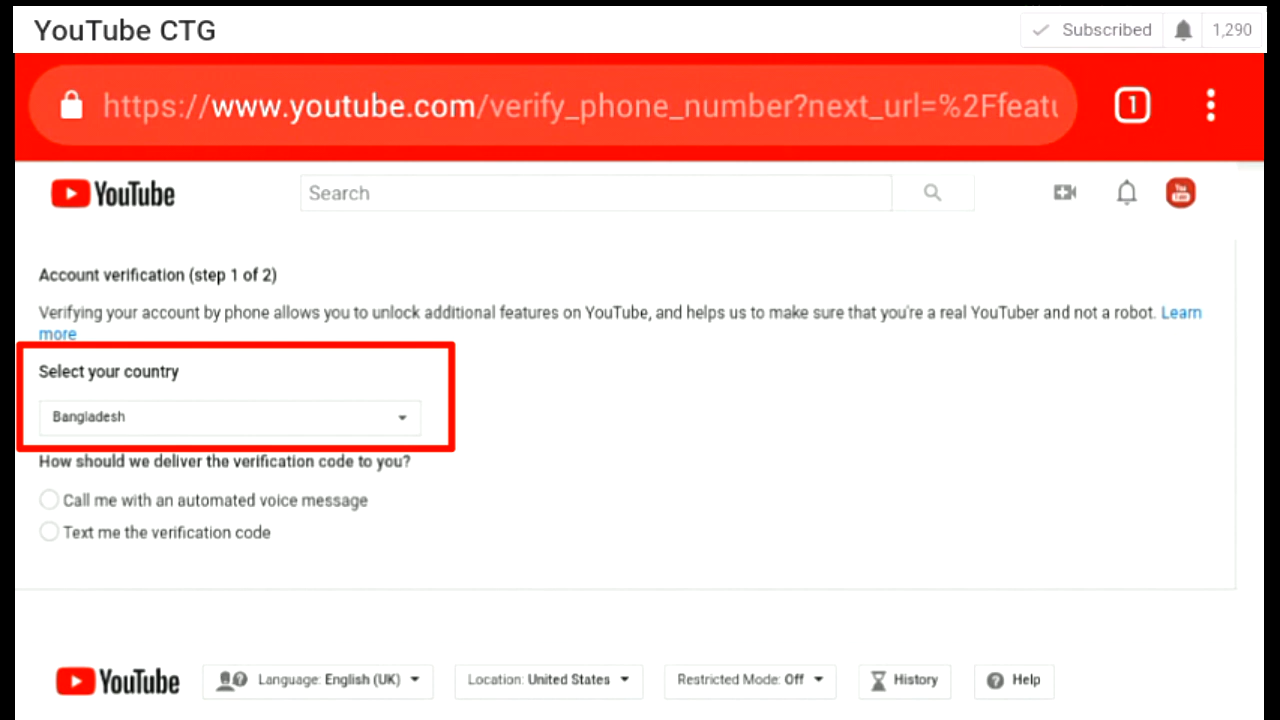 YouTube CTG
Subscribed 1,290
https://www.youtube.com/verify_phone_number?next_url=%2Ffeatu
1
YouTube Search
You
Tube
Account verification (step 1 of 2)
Verifying your account by phone allows you to unlock additional features on YouTube, and helps us to make sure that you're a real YouTuber and not a robot. Learn
more
Select your country
Bangladesh
How should we deliver the verification code to you?
Call me with an automated voice message
Text me the verification code
YouTube Language: English (UK) Location: United States Restricted Mode: Off History Help